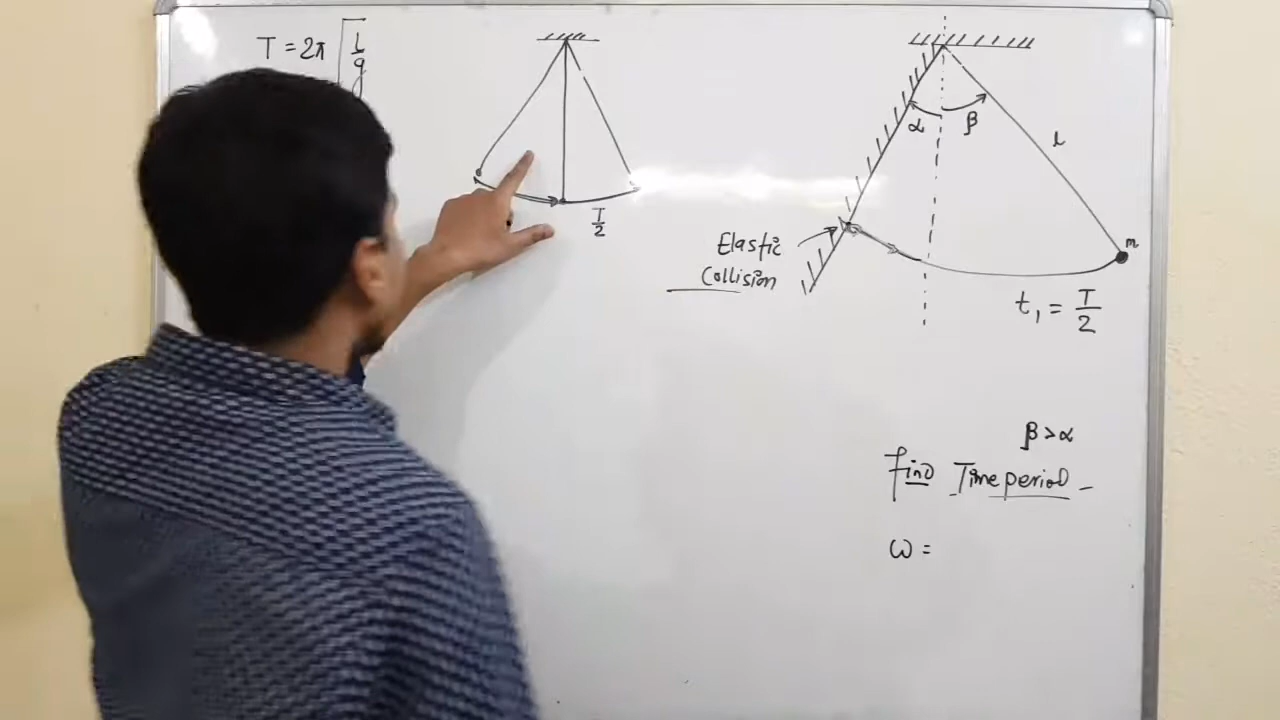 T = 2π √ l/g
T/2
α
β
l
m
Elastic
Collision
t₁ = T/2
β > α
find Time period -
ω =